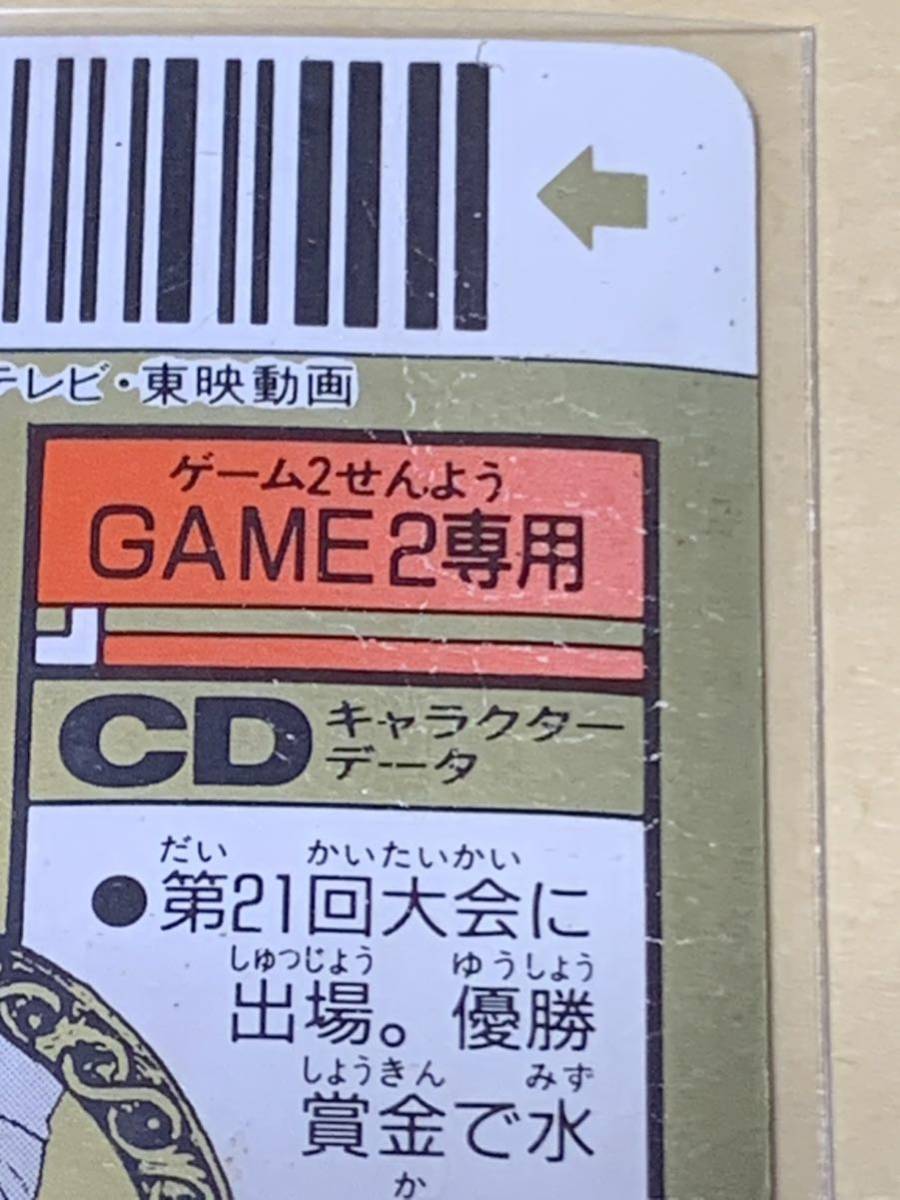 テレビ・東映動画
ゲーム2せんよう
GAME2専用
CD キャラクター
データ
だい かいたいかい
●第21回大会に
しゅつじょう ゆうしょう
出場。優勝
しょうきん みず
賞金で水
か